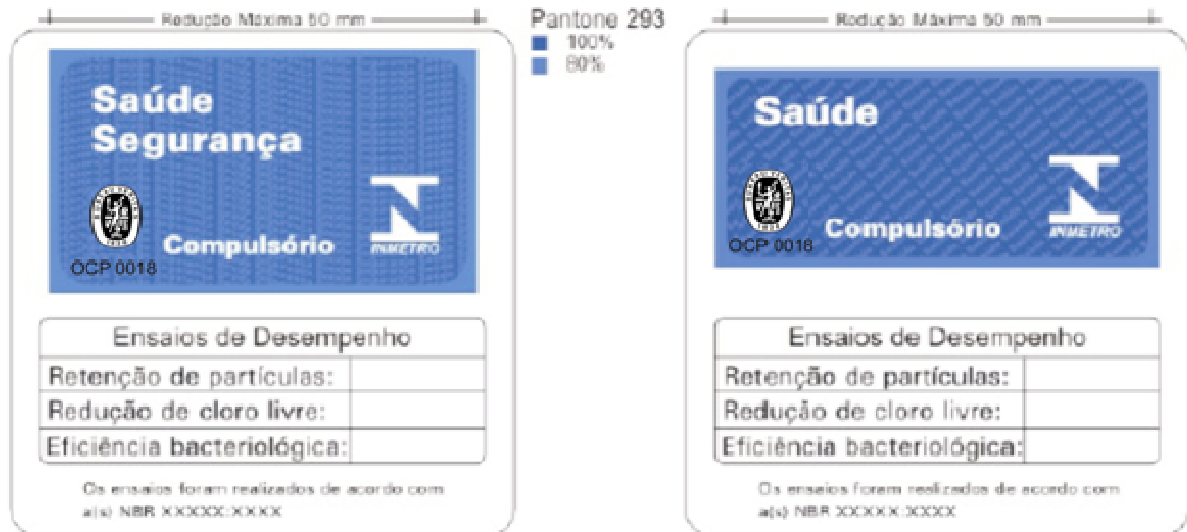 Redução Máxima 50 mm
Saúde
Segurança
Compulsório
INMETRO
OCP 0018
Ensaios de Desempenho
Retenção de partículas:
Redução de cloro livre:
Eficiência bacteriológica:
Os ensaios foram realizados de acordo com
a(s) NBR XXXXX:XXXX
Pantone 293
100%
80%
Redução Máxima 50 mm
Saúde
Compulsório
INMETRO
OCP 0018
Ensaios de Desempenho
Retenção de partículas:
Redução de cloro livre:
Eficiência bacteriológica:
Os ensaios foram realizados de acordo com
a(s) NBR XXXXX:XXXX